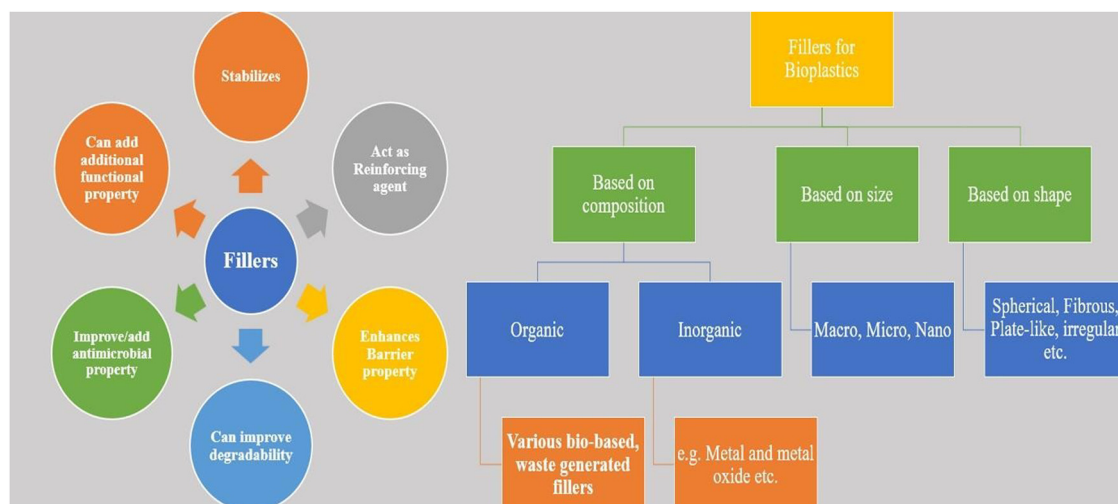 Stabilizes
Can add
additional
functional
property
Act as
Reinforcing
agent
Fillers
Improve/add
antimicrobial
property
Enhances
Barrier
property
Can improve
degradability
Fillers for
Bioplastics
Based on
composition
Based on size
Based on shape
Organic
Inorganic
Macro, Micro, Nano
Spherical, Fibrous,
Plate-like, irregular
etc.
Various bio-based,
waste generated
fillers
e.g. Metal and metal
oxide etc.